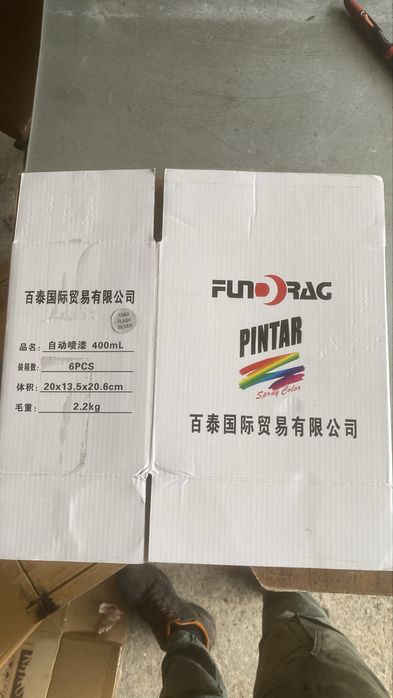 百泰国际贸易有限公司
1580
FLASH
SILVER
品名: 自动喷漆 400mL
装箱数: 6PCS
体积: 20x13.5x20.6cm
毛重: 2.2kg
FUNDRAG
PINTAR
Spray Color
百泰国际贸易有限公司